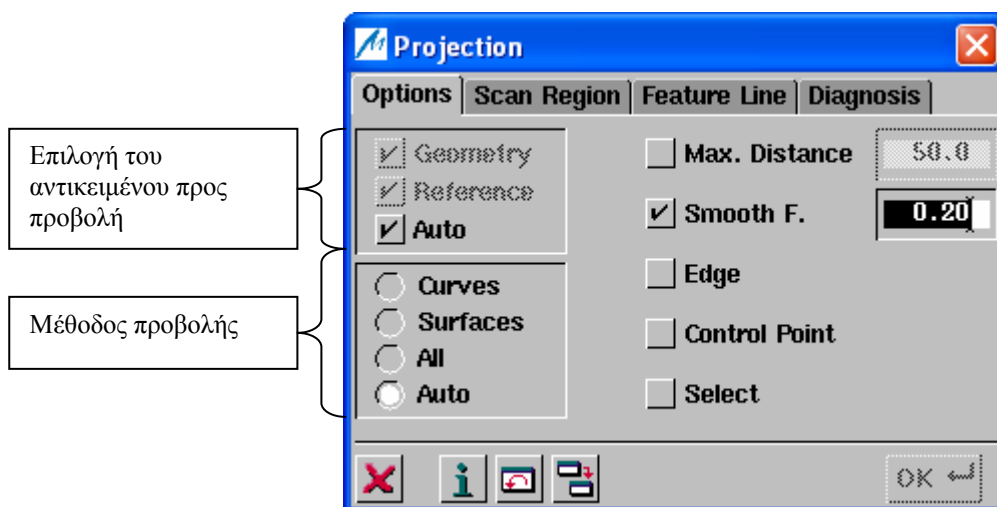 Projection
Options Scan Region Feature Line Diagnosis
Επιλογή του
αντικειμένου προς
προβολή
Geometry
Reference
Auto
Μέθοδος προβολής
Curves
Surfaces
All
Auto
Max. Distance 50.0
Smooth F. 0.20
Edge
Control Point
Select
OK